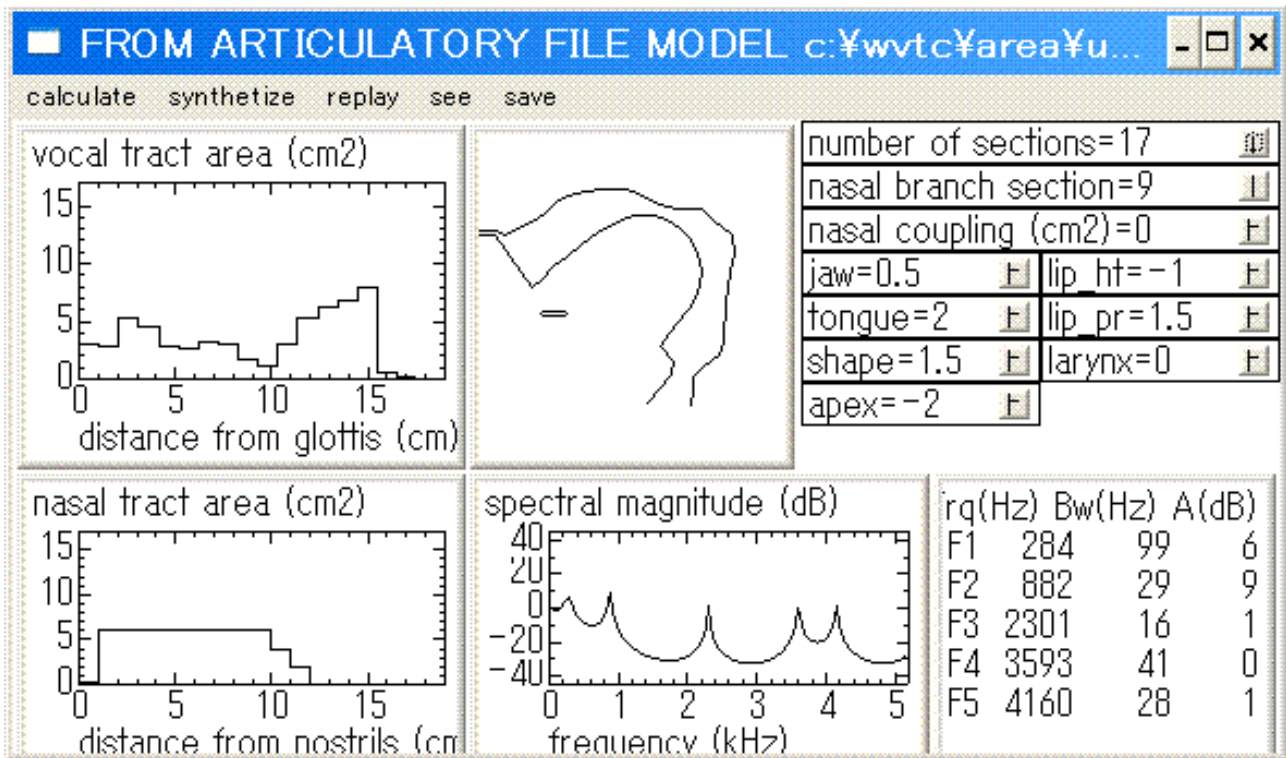 FROM ARTICULATORY FILE MODEL c:¥wvtc¥area¥u...
calculate synthetize replay see save
vocal tract area (cm2)
15
10
5
0
0 5 10 15
distance from glottis (cm)
number of sections=17
nasal branch section=9
nasal coupling (cm2)=0
jaw=0.5 lip_ht=-1
tongue=2 lip_pr=1.5
shape=1.5 larynx=0
apex=-2
nasal tract area (cm2)
15
10
5
0
0 5 10 15
distance from nostrils (cm
spectral magnitude (dB)
40
20
0
-20
-40
0 1 2 3 4 5
frequency (kHz)
rq(Hz) Bw(Hz) A(dB)
F1 284 99 6
F2 882 29 9
F3 2301 16 1
F4 3593 41 0
F5 4160 28 1